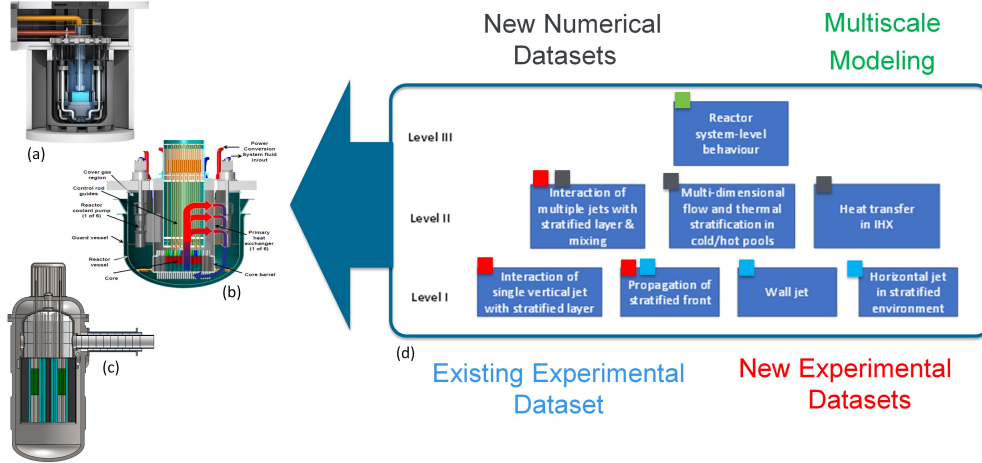 New Numerical
Datasets
Multiscale
Modeling
(a)
Power
Conversion
System fluid
in/out
Cover gas
region
Control rod
guides
Reactor
coolant pump
(1 of 6)
Guard vessel
Reactor
vessel
Core
Primary
heat
exchanger
(1 of 6)
Core barrel
(b)
(c)
Level III
Reactor
system-level
behaviour
Level II
Interaction of
multiple jets with
stratified layer &
mixing
Multi-dimensional
flow and thermal
stratification in
cold/hot pools
Heat transfer
in IHX
Level I
Interaction of
single vertical jet
with stratified layer
Propagation of
stratified front
Wall jet
Horizontal jet
in stratified
environment
(d)
Existing Experimental
Dataset
New Experimental
Datasets